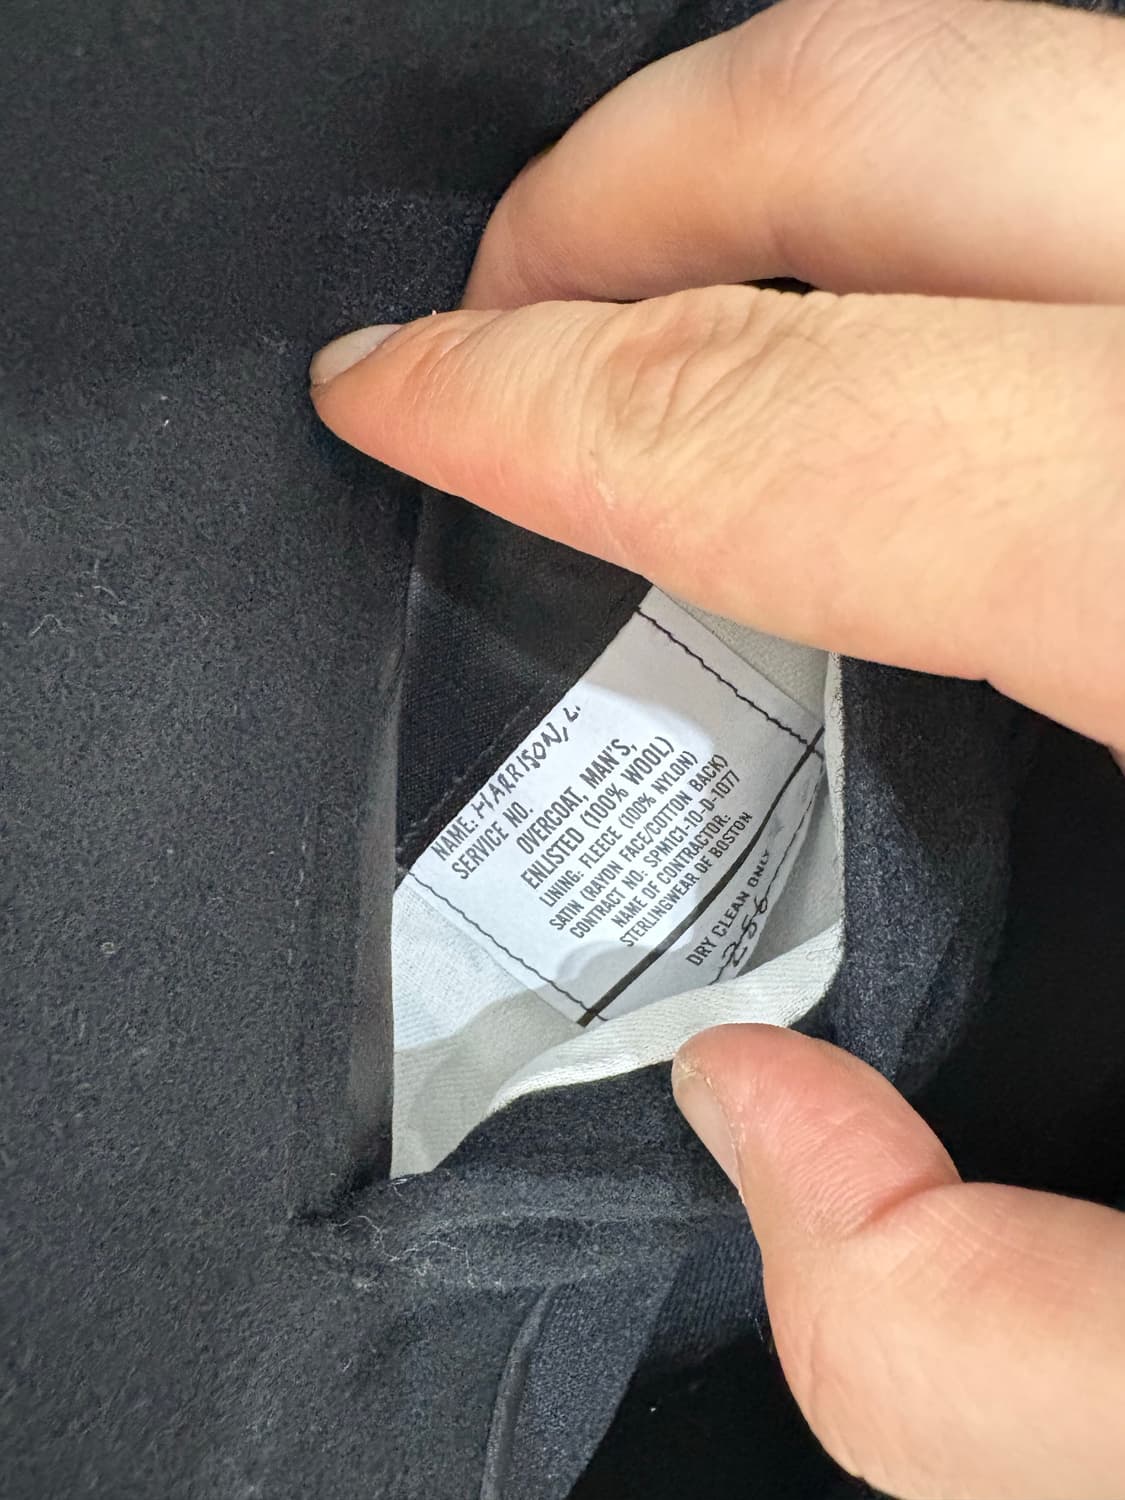 NAME: HARRISON, L.
SERVICE NO.
OVERCOAT, MAN'S,
ENLISTED (100% WOOL)
LINING: FLEECE (100% NYLON)
SATIN (RAYON FACE/COTTON BACK)
CONTRACT NO: SPM1C1-10-D-1077
NAME OF CONTRACTOR:
STERLINGWEAR OF BOSTON
DRY CLEAN ONLY
256